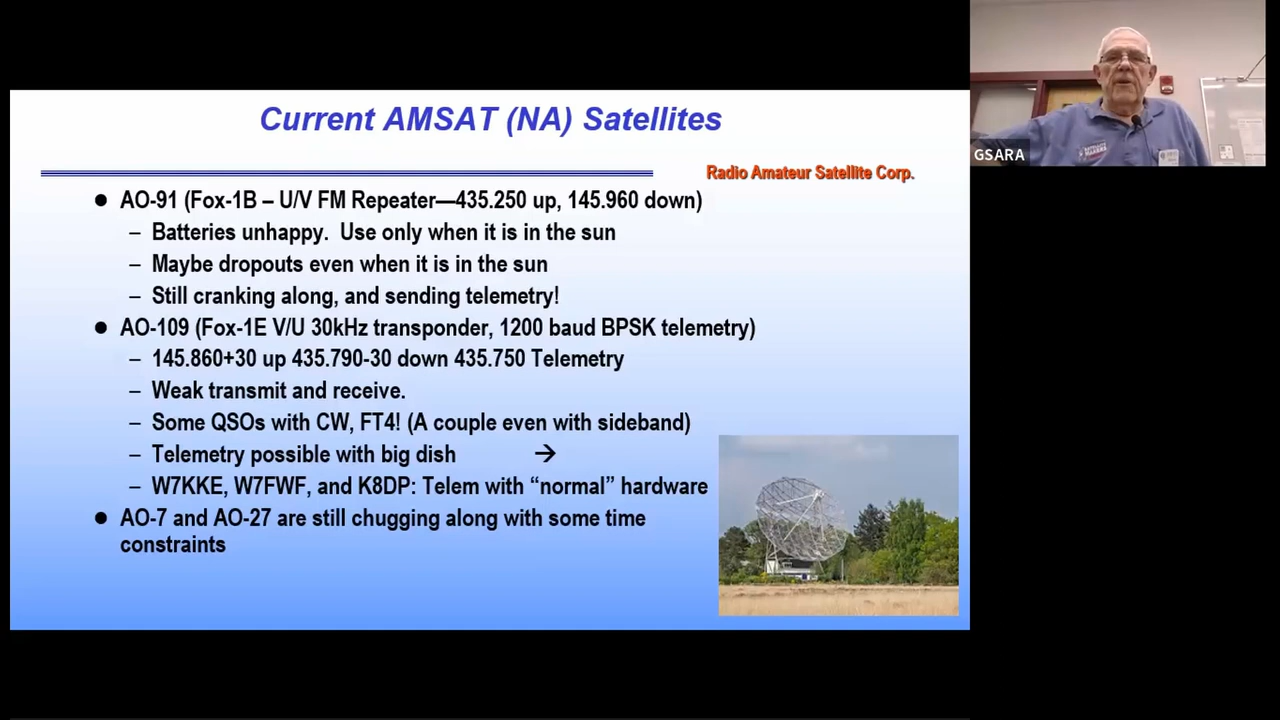 Current AMSAT (NA) Satellites
Radio Amateur Satellite Corp.
● AO-91 (Fox-1B – U/V FM Repeater—435.250 up, 145.960 down)
– Batteries unhappy.  Use only when it is in the sun
– Maybe dropouts even when it is in the sun
– Still cranking along, and sending telemetry!
● AO-109 (Fox-1E V/U 30kHz transponder, 1200 baud BPSK telemetry)
– 145.860+30 up 435.790-30 down 435.750 Telemetry
– Weak transmit and receive.
– Some QSOs with CW, FT4! (A couple even with sideband)
– Telemetry possible with big dish →
– W7KKE, W7FWF, and K8DP: Telem with “normal” hardware
● AO-7 and AO-27 are still chugging along with some time
constraints
GSARA